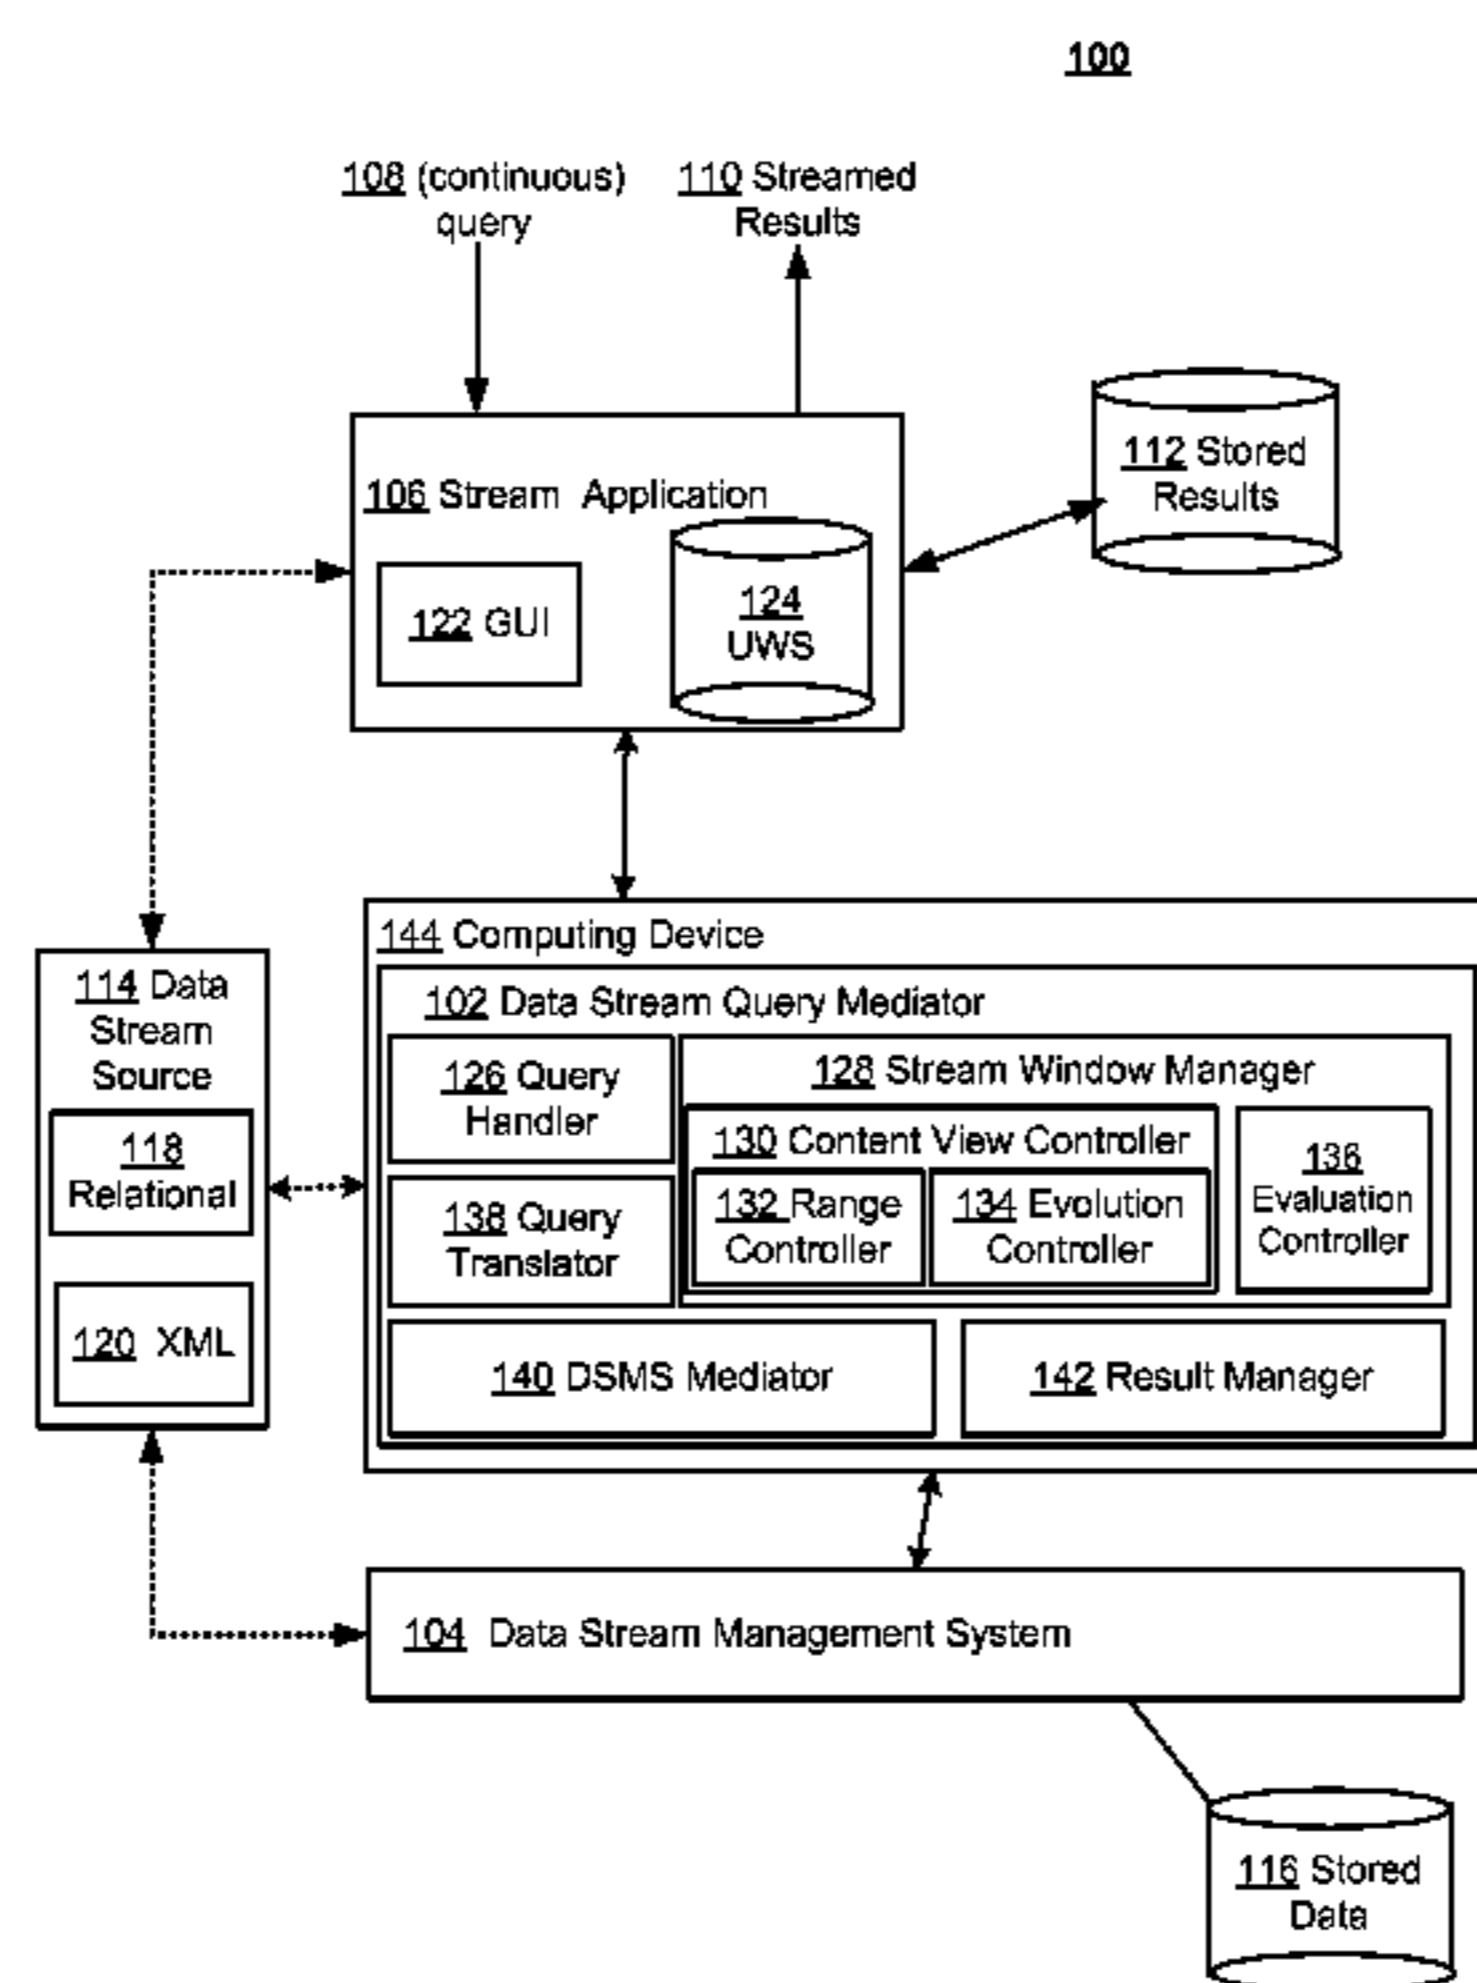 100
108 (continuous)
query
110 Streamed
Results
112 Stored
Results
106 Stream Application
122 GUI
124
UWS
144 Computing Device
114 Data
Stream
Source
102 Data Stream Query Mediator
126 Query
Handler
128 Stream Window Manager
118
Relational
130 Content View Controller
136
Evaluation
Controller
138 Query
Translator
132 Range
Controller
134 Evolution
Controller
120 XML
140 DSMS Mediator
142 Result Manager
104 Data Stream Management System
116 Stored
Data